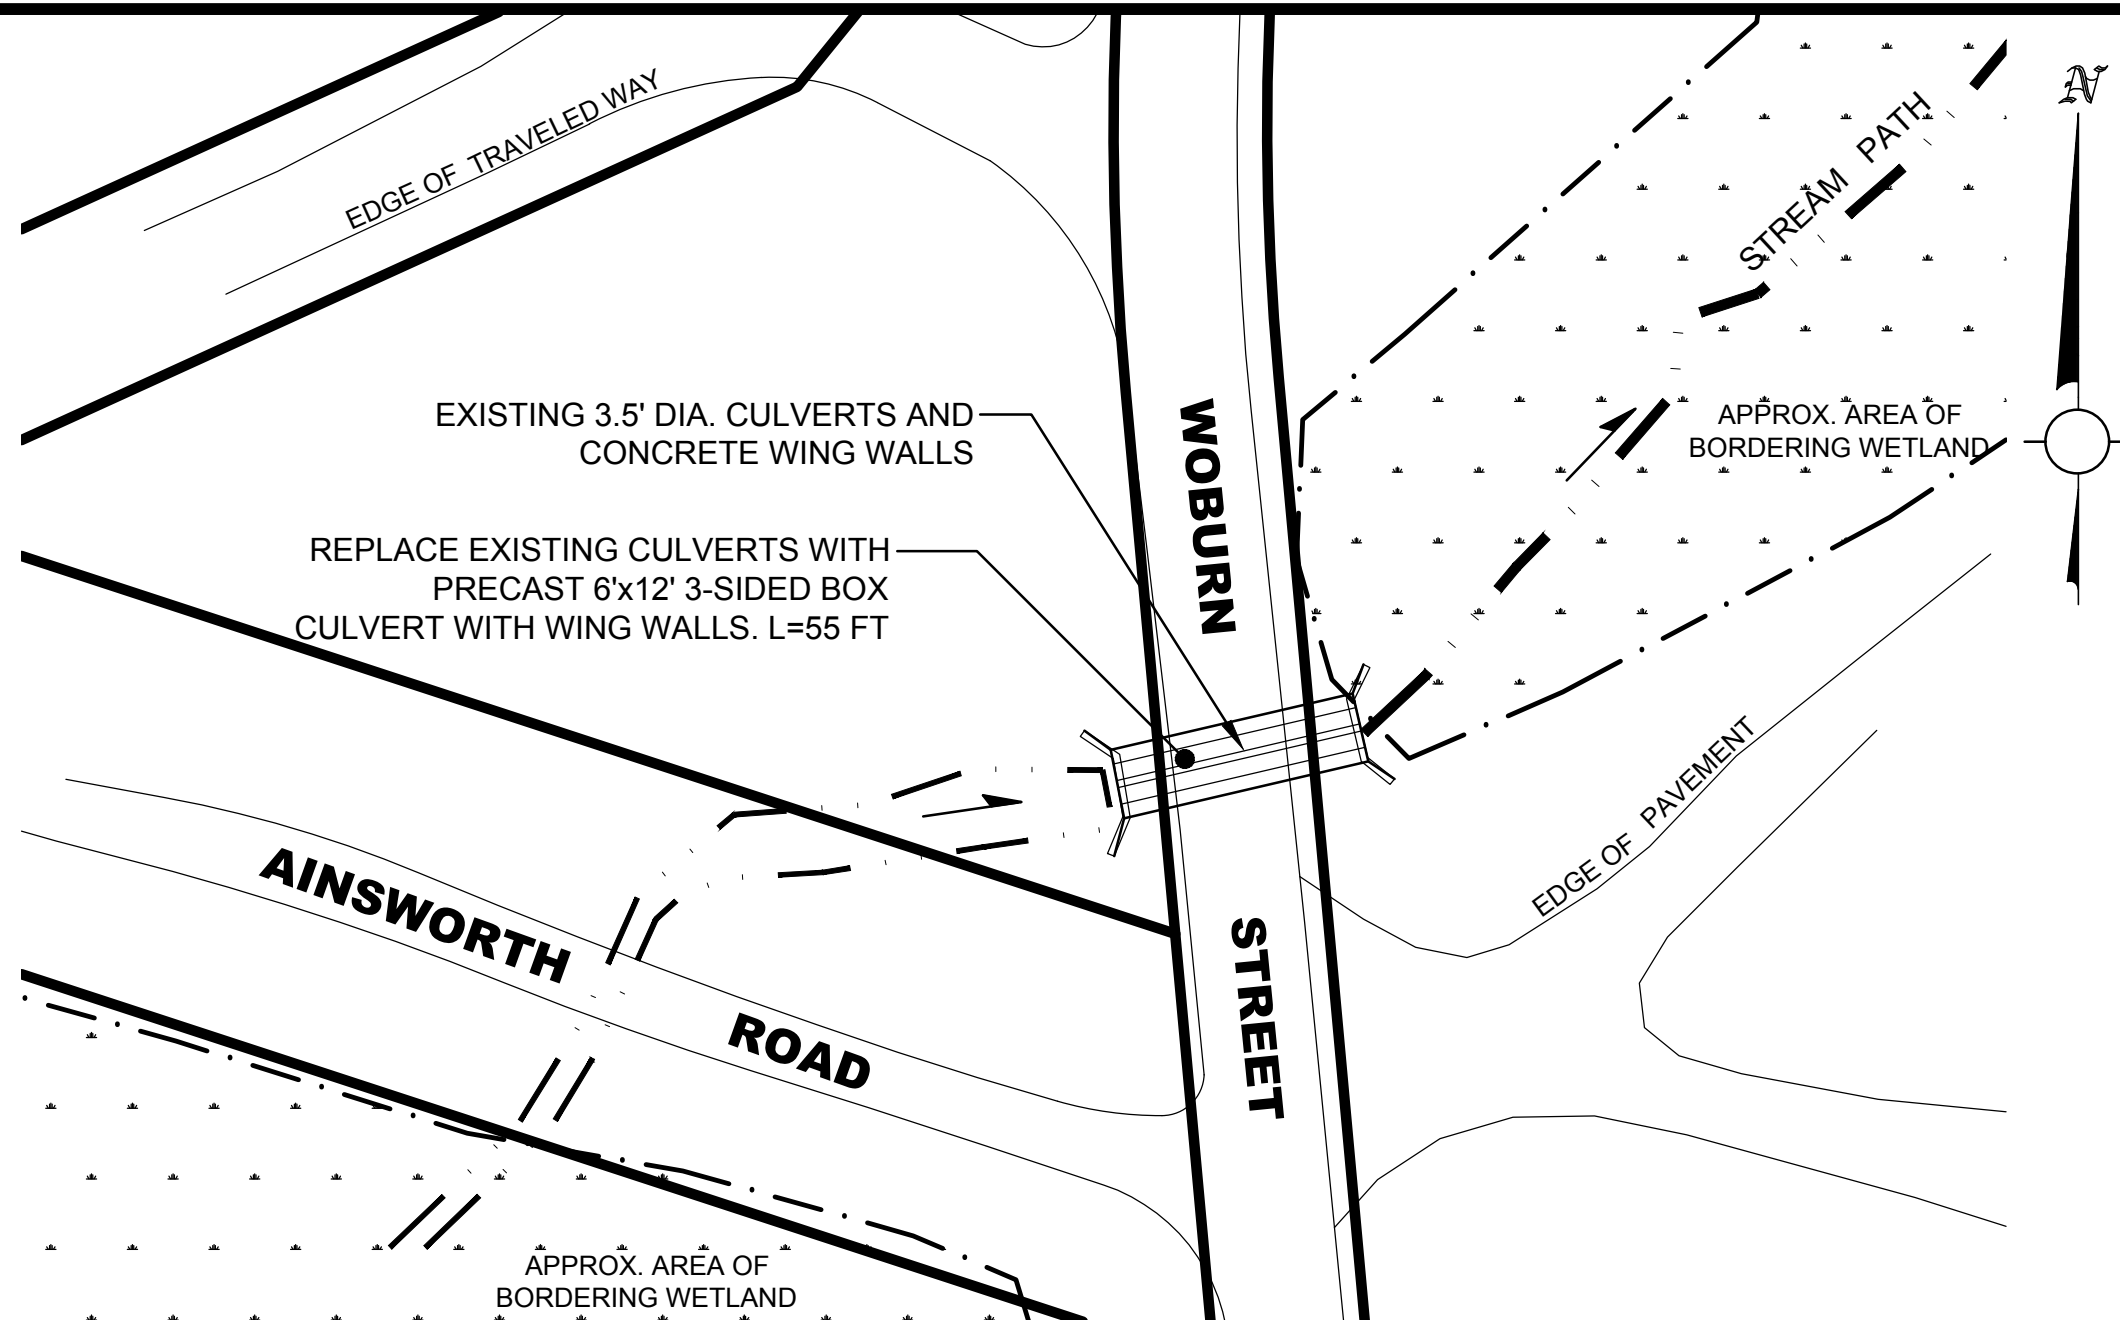 EDGE OF TRAVELED WAY
N
STREAM PATH
EXISTING 3.5' DIA. CULVERTS AND
CONCRETE WING WALLS
APPROX. AREA OF
BORDERING WETLAND
WOBURN
REPLACE EXISTING CULVERTS WITH
PRECAST 6'x12' 3-SIDED BOX
CULVERT WITH WING WALLS. L=55 FT
EDGE OF PAVEMENT
AINSWORTH
ROAD
STREET
APPROX. AREA OF
BORDERING WETLAND